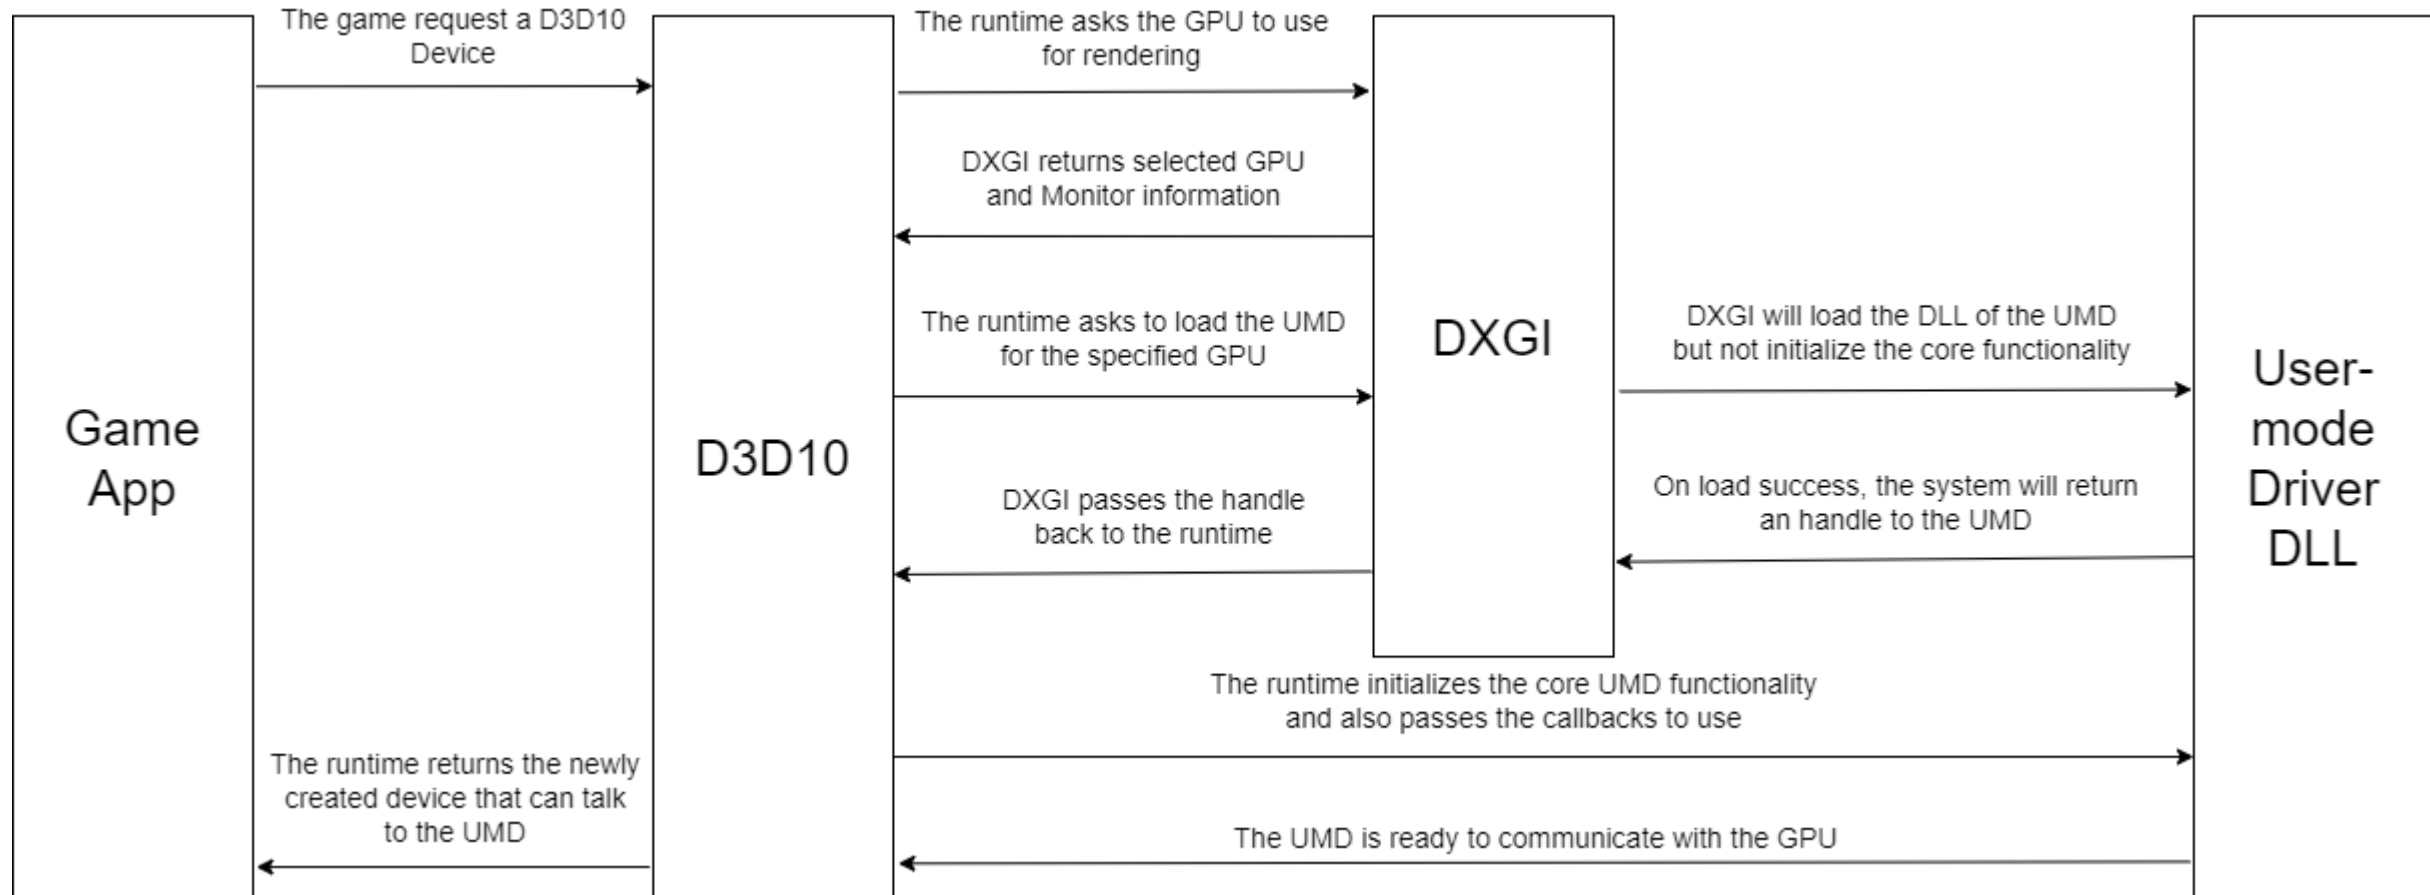 The game request a D3D10
Device
The runtime asks the GPU to use
for rendering
DXGI returns selected GPU
and Monitor information
The runtime asks to load the UMD
for the specified GPU
DXGI will load the DLL of the UMD
but not initialize the core functionality
DXGI
User-
mode
Driver
DLL
Game
App
D3D10
On load success, the system will return
an handle to the UMD
DXGI passes the handle
back to the runtime
The runtime initializes the core UMD functionality
and also passes the callbacks to use
The UMD is ready to communicate with the GPU
The runtime returns the newly
created device that can talk
to the UMD